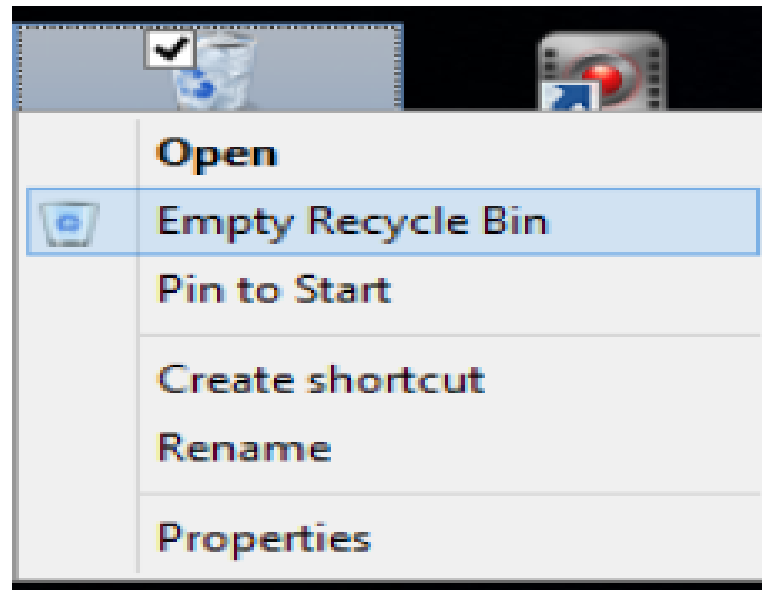 Open
Empty Recycle Bin
Pin to Start
Create shortcut
Rename
Properties